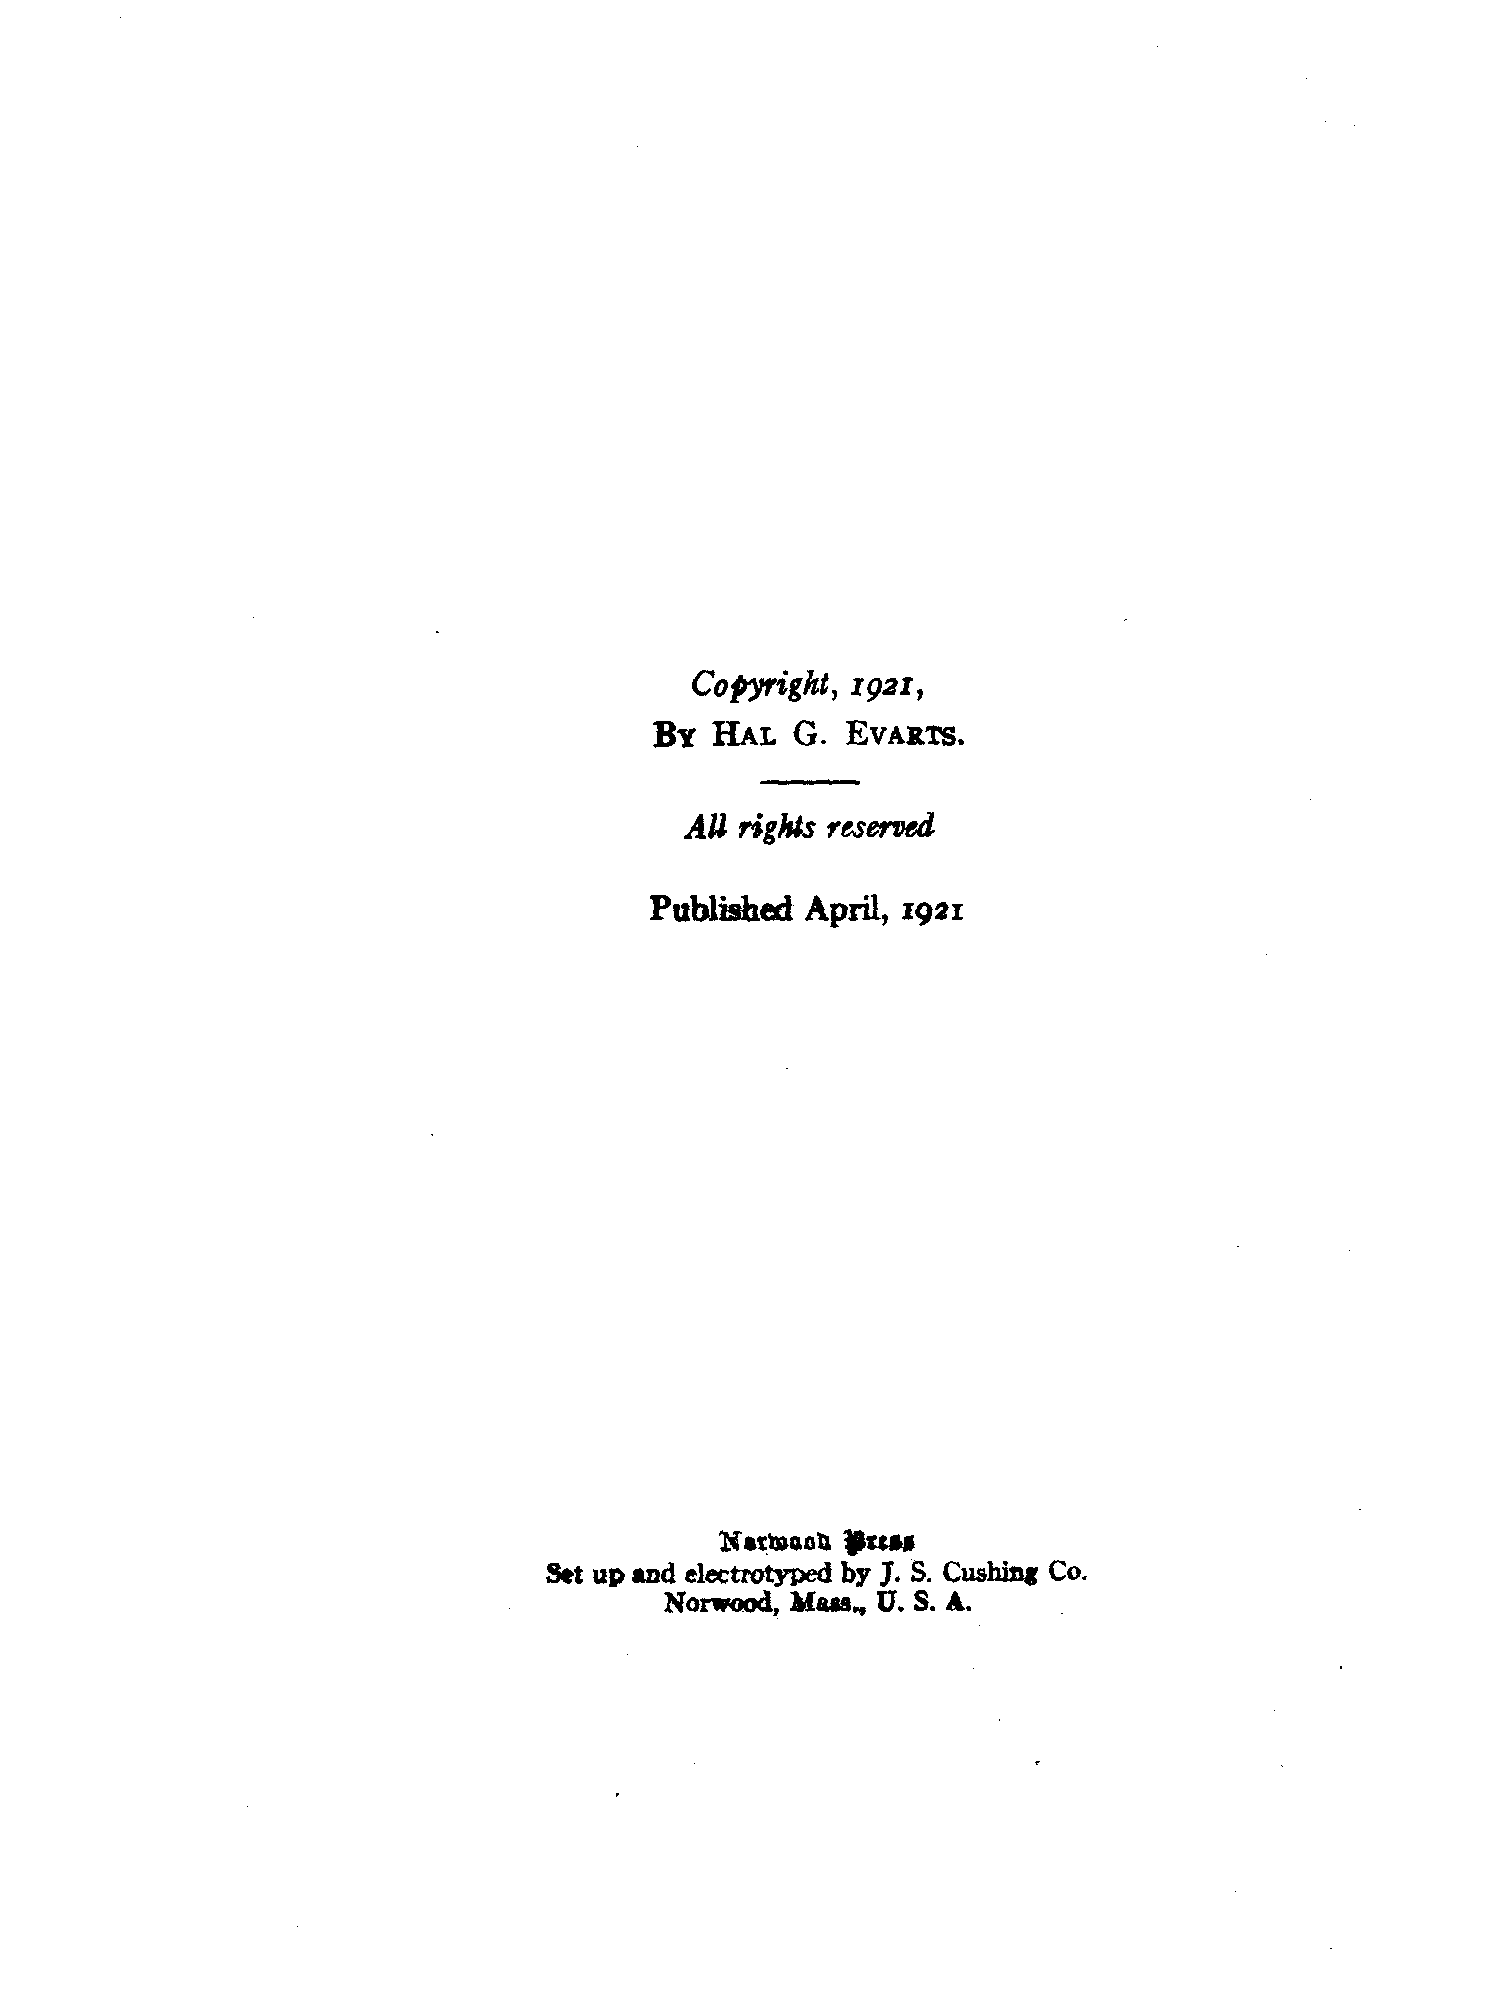 Copyright, 1921,
By Hal G. Evarts.
All rights reserved
Published April, 1921
Norwood Press
Set up and electrotyped by J. S. Cushing Co.
Norwood, Mass., U. S. A.